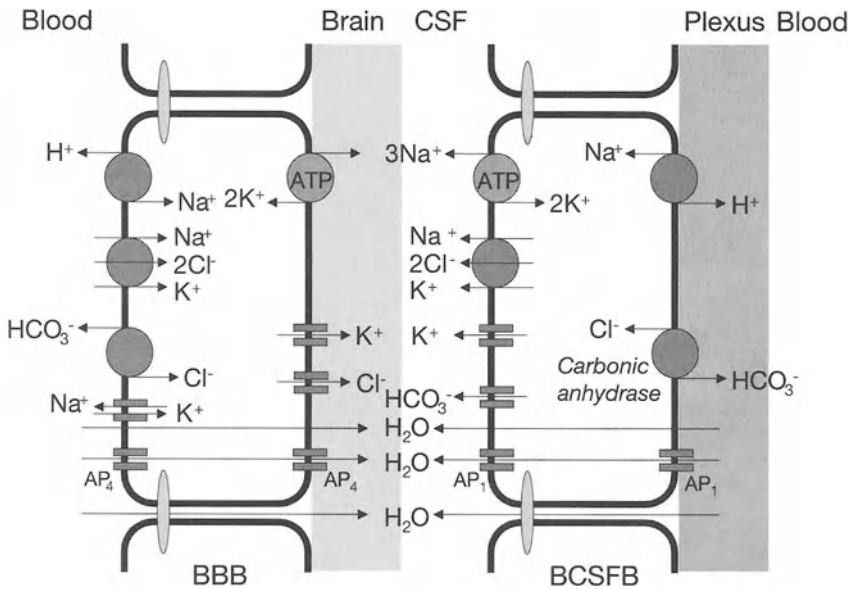 Blood Brain CSF Plexus Blood
H⁺ 3Na⁺ Na⁺
ATP ATP
Na⁺ 2K⁺ 2K⁺ H⁺
Na⁺ Na⁺
2Cl⁻ 2Cl⁻
K⁺ K⁺
HCO₃⁻ K⁺ K⁺ Cl⁻
Carbonic
Cl⁻ Cl⁻ anhydrase HCO₃⁻
HCO₃⁻
Na⁺ K⁺
H₂O
H₂O
AP₄ AP₄ AP₁ AP₁
H₂O
BBB BCSFB